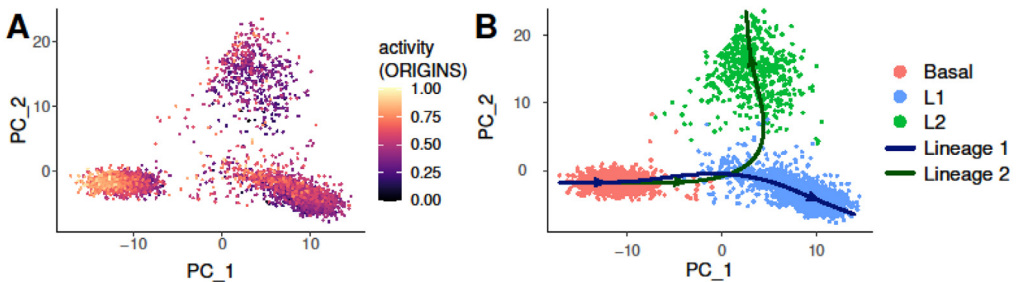 A
activity
(ORIGINS)
1.00
0.75
0.50
0.25
0.00
20
10
0
PC_2
−10
0
10
PC_1
B
20
10
0
PC_2
−10
0
10
PC_1
Basal
L1
L2
Lineage 1
Lineage 2